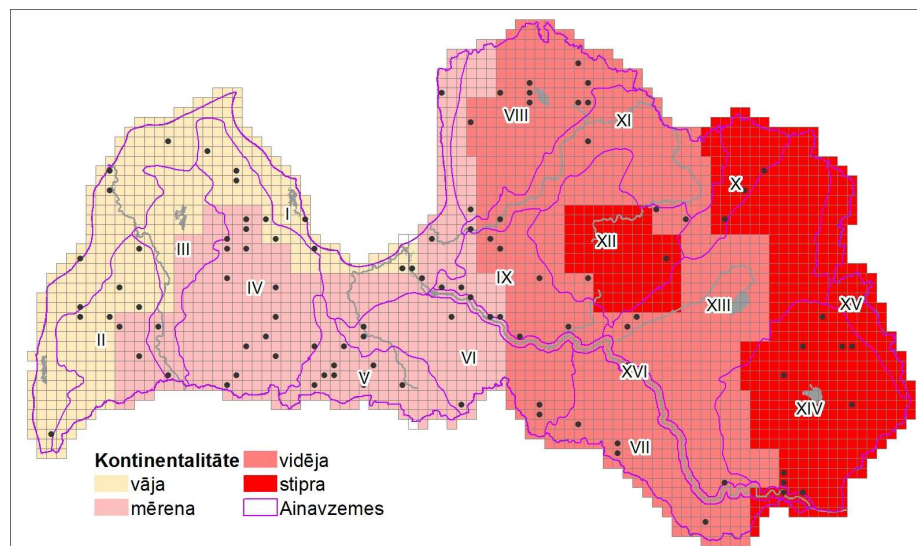 VIII
XI
X
I
III
XII
IV
IX
XIII
XV
II
VI
V
XVI
XIV
VII
Kontinentalitāte
vāja
mērena
vidēja
stipra
Ainavzemes